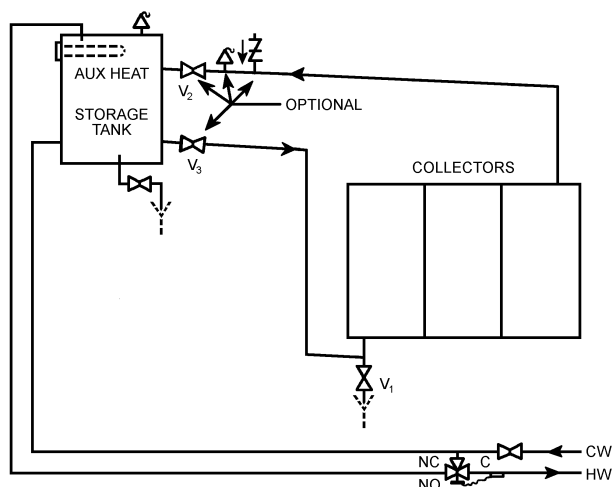 AUX HEAT
V2
OPTIONAL
STORAGE
TANK
V3
COLLECTORS
V1
CW
NC
C
HW
NO